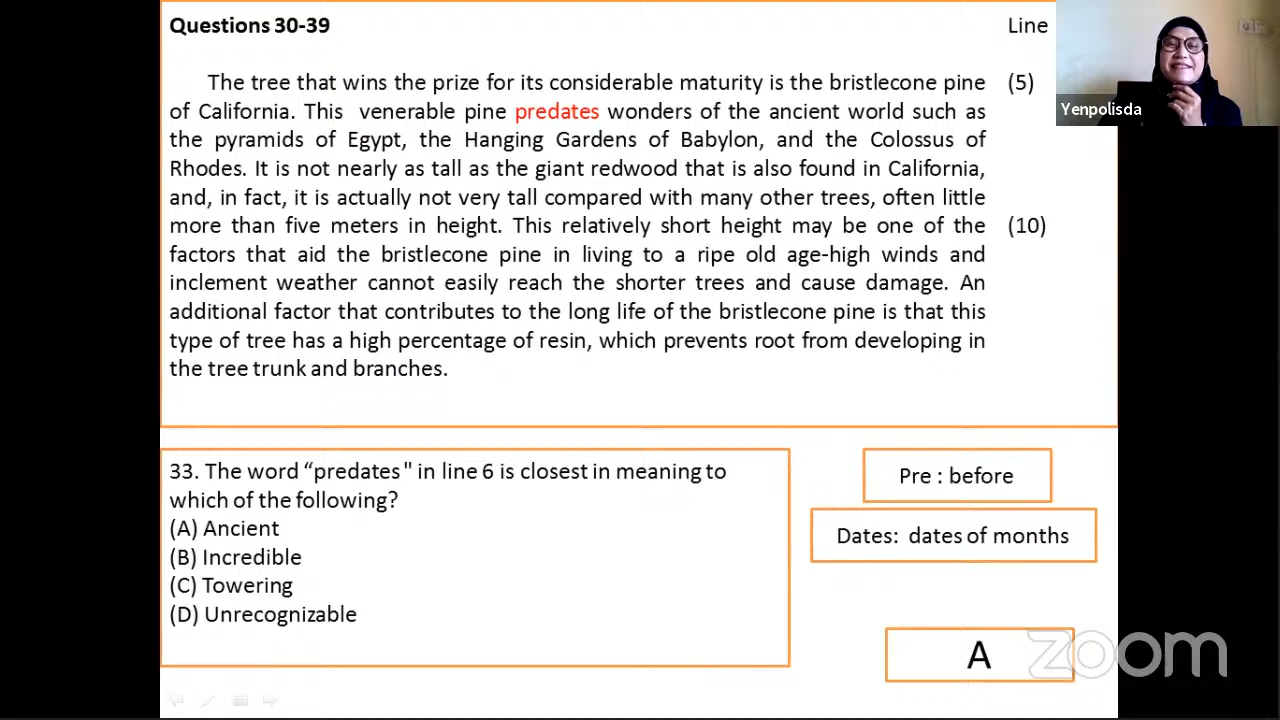 Questions 30-39
Line
The tree that wins the prize for its considerable maturity is the bristlecone pine (5)
of California. This venerable pine predates wonders of the ancient world such as
the pyramids of Egypt, the Hanging Gardens of Babylon, and the Colossus of
Rhodes. It is not nearly as tall as the giant redwood that is also found in California,
and, in fact, it is actually not very tall compared with many other trees, often little
more than five meters in height. This relatively short height may be one of the (10)
factors that aid the bristlecone pine in living to a ripe old age-high winds and
inclement weather cannot easily reach the shorter trees and cause damage. An
additional factor that contributes to the long life of the bristlecone pine is that this
type of tree has a high percentage of resin, which prevents root from developing in
the tree trunk and branches.
Yenpolisda
33. The word “predates" in line 6 is closest in meaning to
which of the following?
(A) Ancient
(B) Incredible
(C) Towering
(D) Unrecognizable
Pre : before
Dates: dates of months
A
zoom